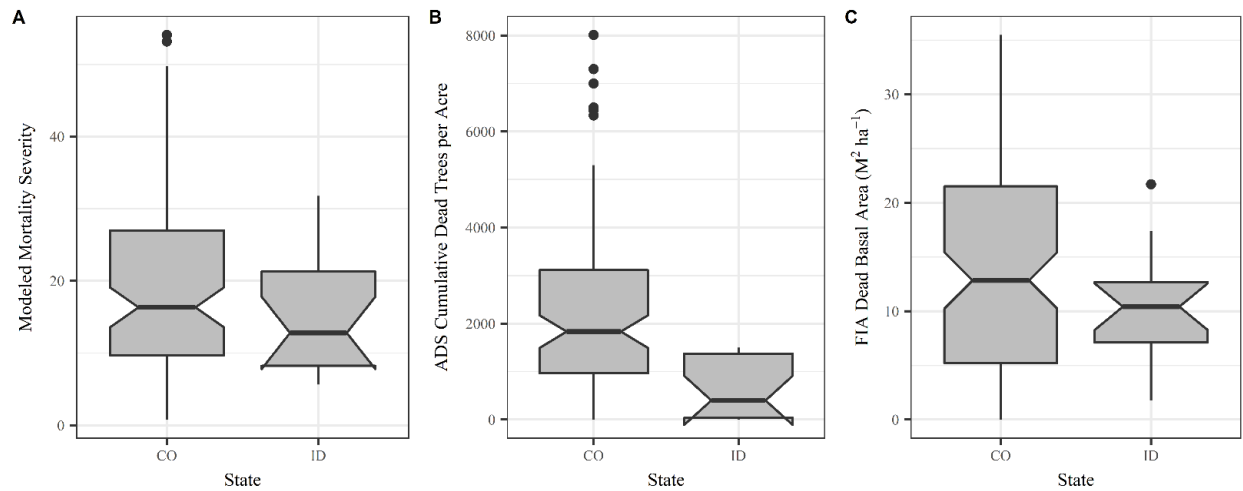 A
Modeled Mortality Severity
40
20
0
CO
ID
State
B
ADS Cumulative Dead Trees per Acre
8000
6000
4000
2000
0
CO
ID
State
C
FIA Dead Basal Area (M² ha⁻¹)
30
20
10
0
CO
ID
State